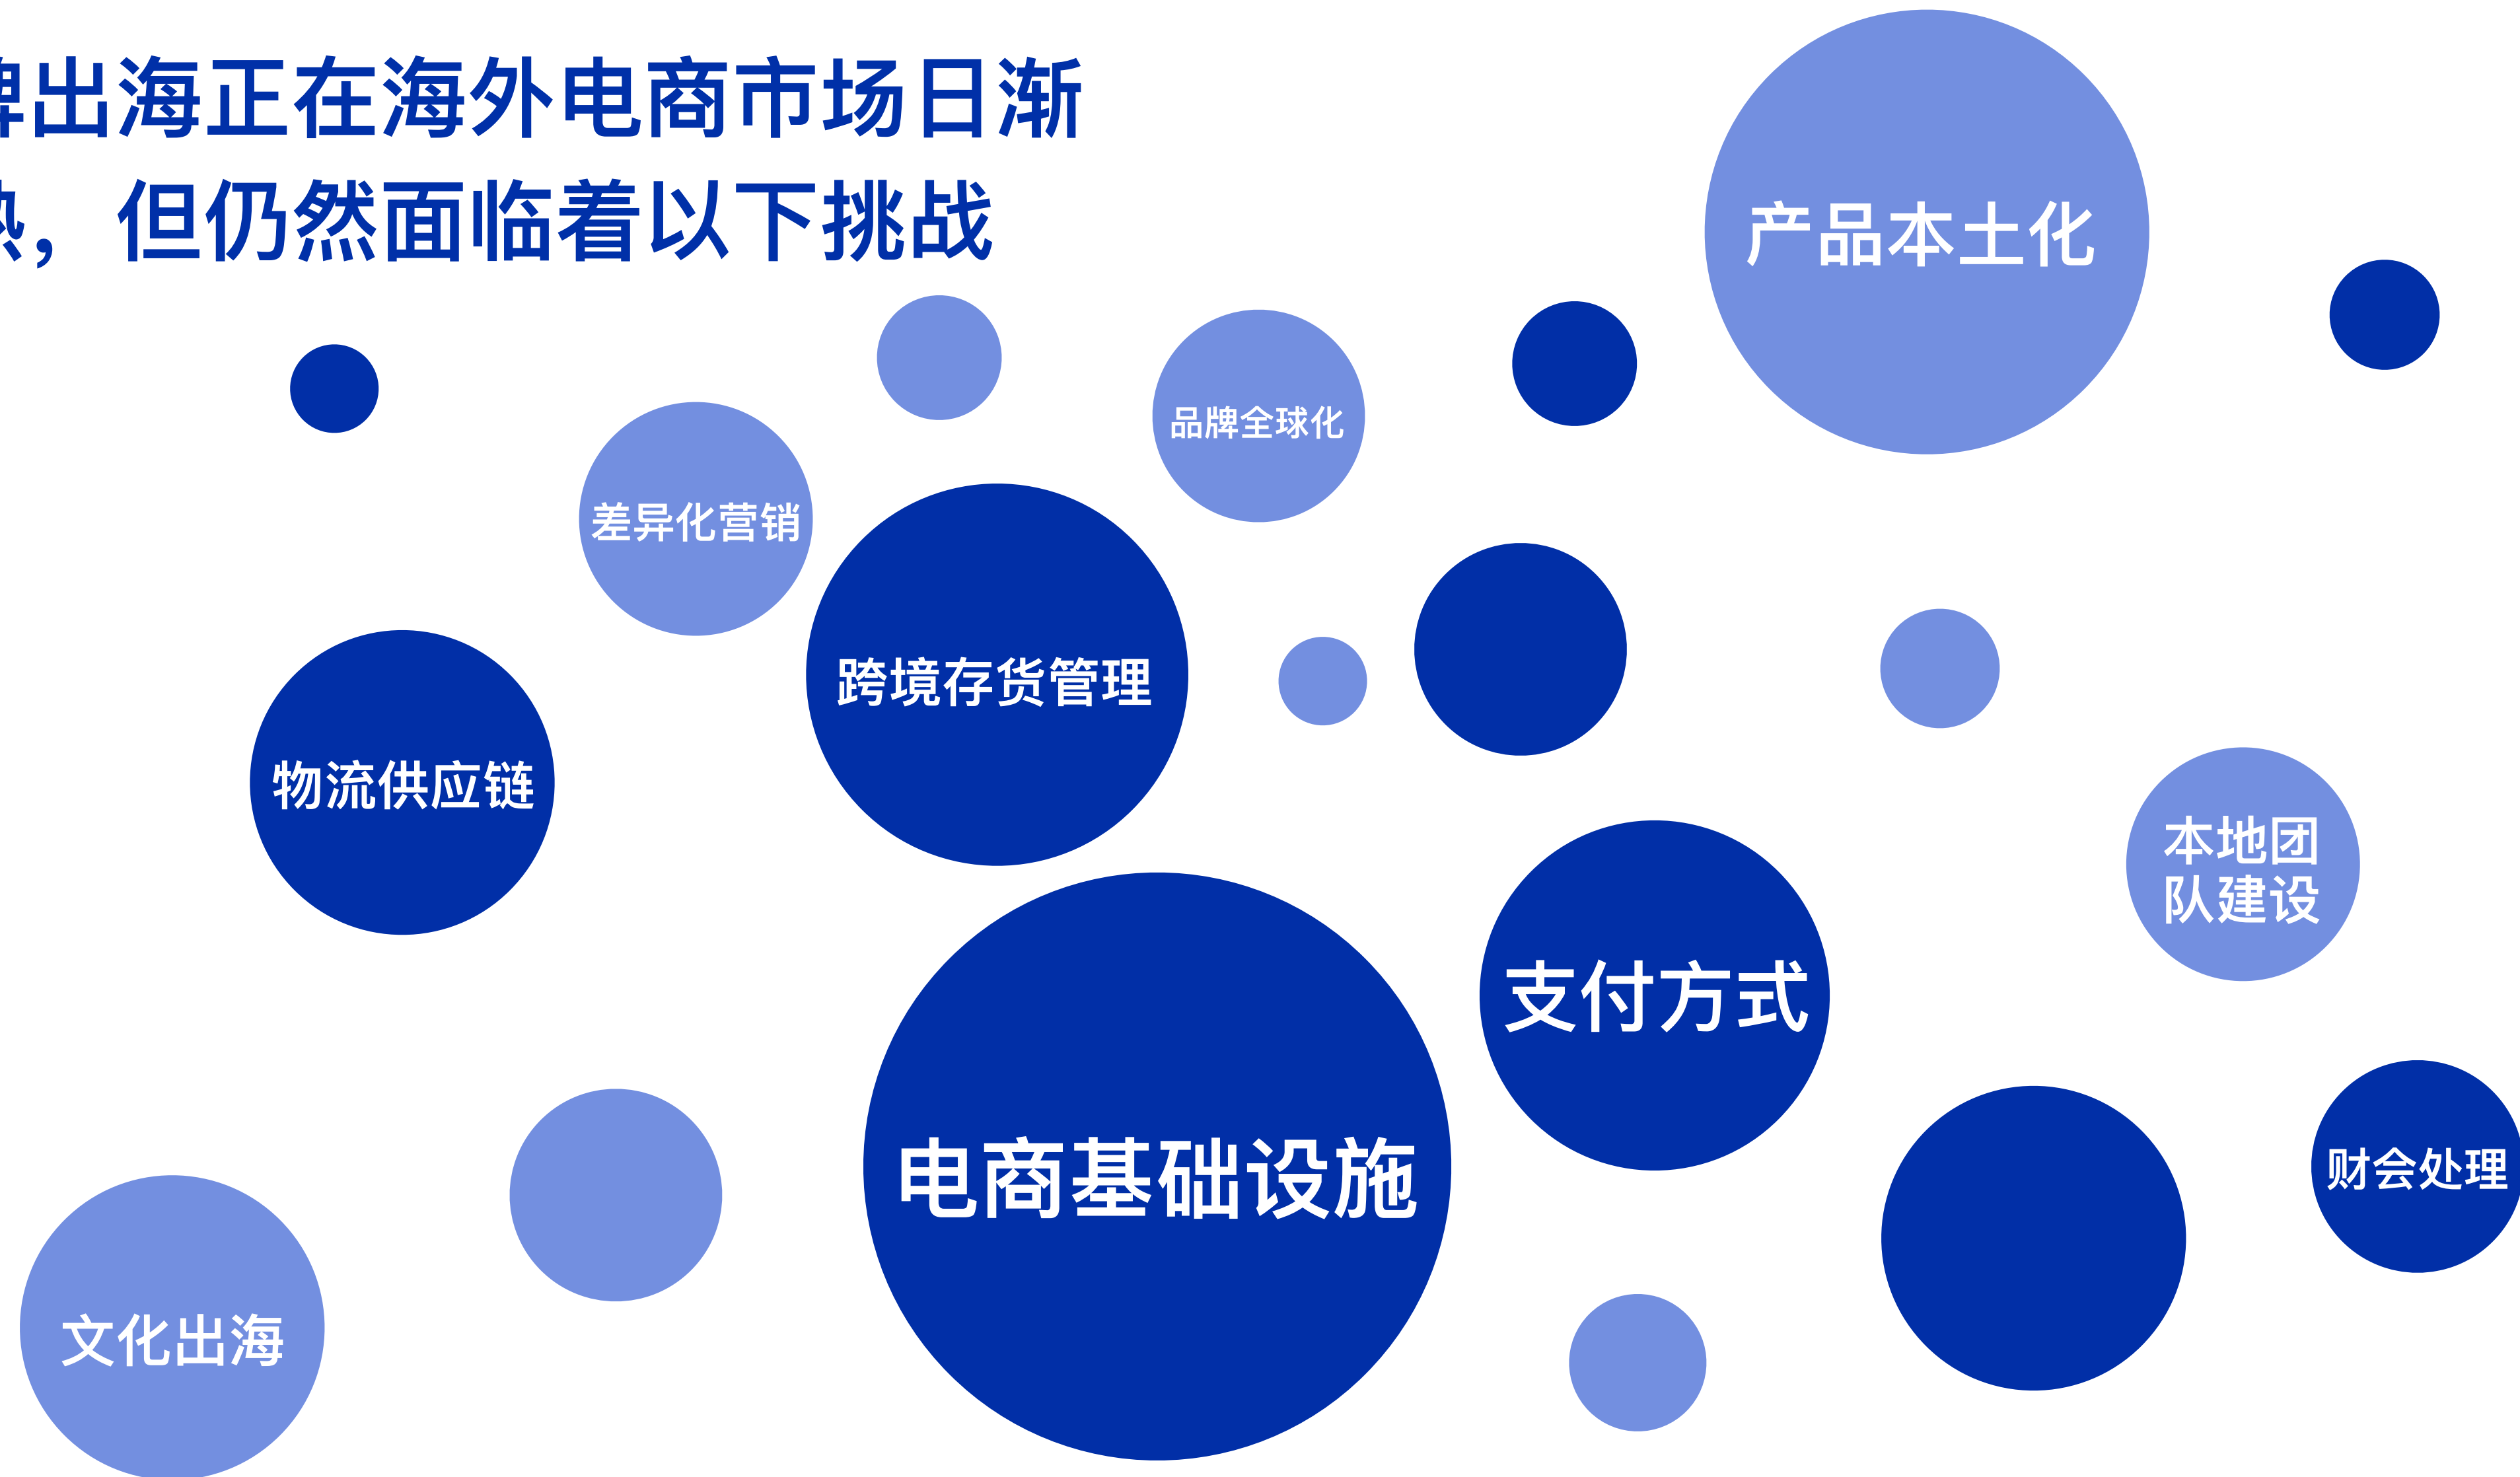 出海正在海外电商市场日渐
，但仍然面临着以下挑战
产品本土化
品牌全球化
差异化营销
跨境存货管理
物流供应链
本地团
队建设
支付方式
电商基础设施
财会处理
文化出海